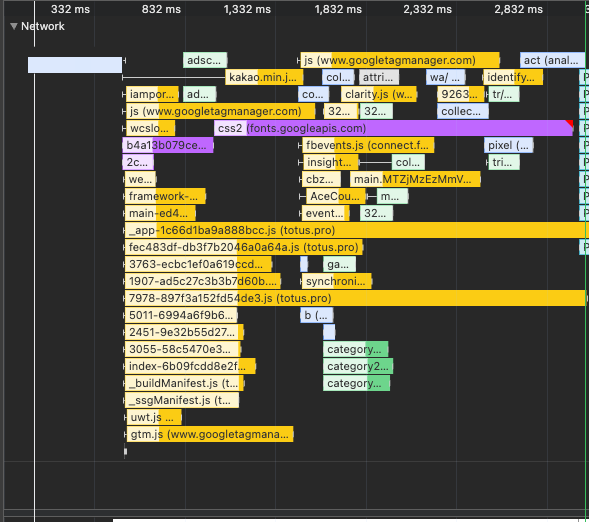 332 ms 832 ms 1,332 ms 1,832 ms 2,332 ms 2,832 ms
Network
adsc... js (www.googletagmanager.com) act (anal...
kakao.min.j... col... attri... wa/ ... identify...
iampor... ad... co... clarity.js (w... 9263... tr/...
js (www.googletagmanager.com) 32... 32... collec...
wcslo... css2 (fonts.googleapis.com)
b4a13b079ce... fbevents.js (connect.f... pixel (...
2c... insight... col... tri...
we... cbz... main.MTZjMzEzMmV...
framework-... AceCou... m...
main-ed4... event... 32...
_app-1c66d1ba9a888bcc.js (totus.pro)
fec483df-db3f7b2046a0a64a.js (totus.pro)
3763-ecbc1ef0a619ccd... ga...
1907-ad5c27c3b3b7d60b.... synchroni...
7978-897f3a152fd54de3.js (totus.pro)
5011-6994a6f9b6... b (...
2451-9e32b55d27...
3055-58c5470e3... category...
index-6b09fcdd8e2f... category2...
_buildManifest.js (t... category...
_ssgManifest.js (t...
uwt.js ...
gtm.js (www.googletagmana...